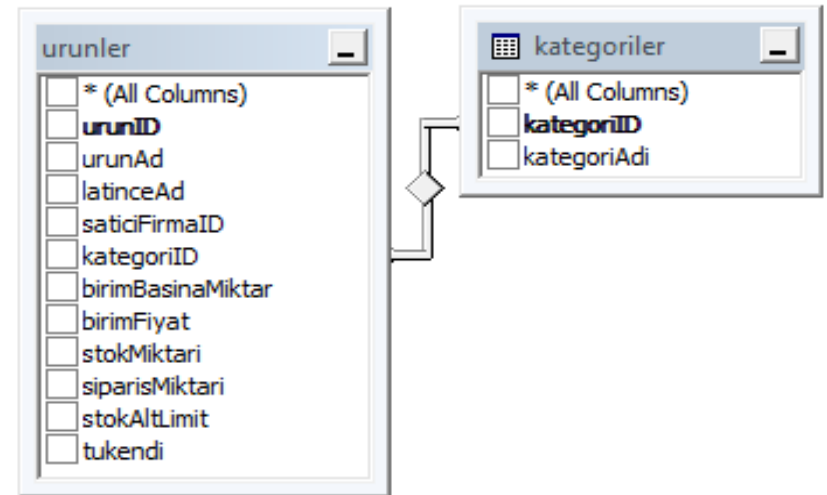 urunler
* (All Columns)
urunID
urunAd
latinceAd
saticiFirmaID
kategoriID
birimBasinaMiktar
birimFiyat
stokMiktari
siparisMiktari
stokAltLimit
tukendi
kategoriler
* (All Columns)
kategoriID
kategoriAdi